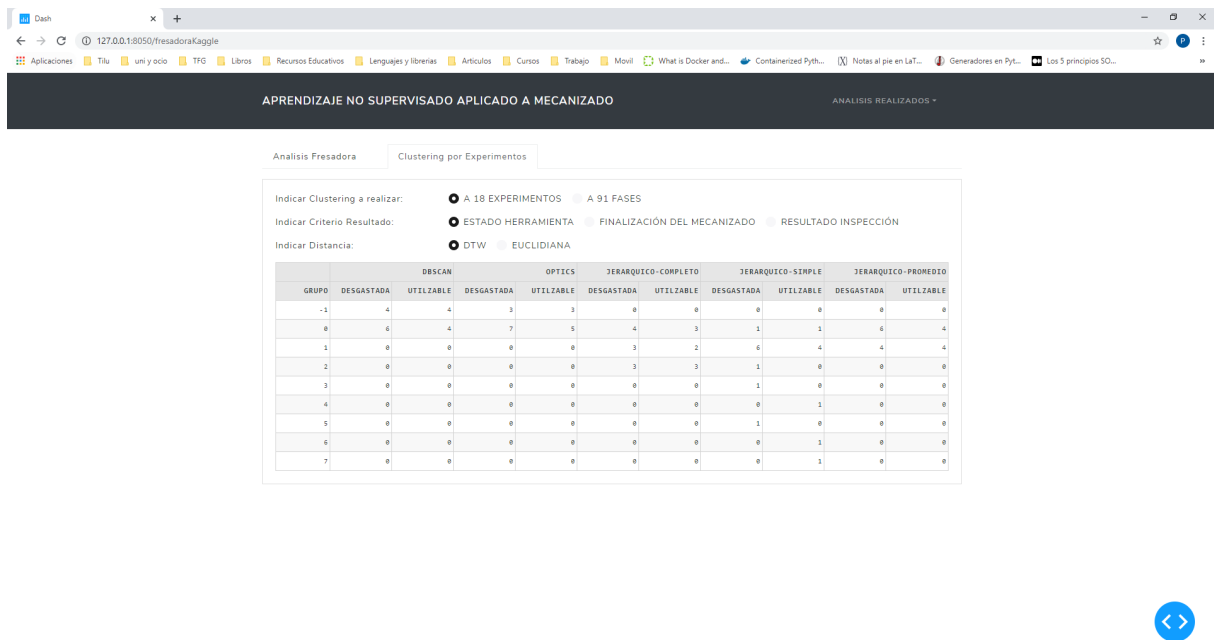 Dash
127.0.0.1:8050/fresadoraKaggle
P
Aplicaciones Tilu uni y ocio TFG Libros Recursos Educativos Lenguajes y librerias Articulos Cursos Trabajo Movil What is Docker and... Containerized Pyth... Notas al pie en LaT... Generadores en Pyt... Los 5 principios SO... »
APRENDIZAJE NO SUPERVISADO APLICADO A MECANIZADO ANALISIS REALIZADOS
Analisis Fresadora Clustering por Experimentos
Indicar Clustering a realizar: A 18 EXPERIMENTOS A 91 FASES
Indicar Criterio Resultado: ESTADO HERRAMIENTA FINALIZACIÓN DEL MECANIZADO RESULTADO INSPECCIÓN
Indicar Distancia: DTW EUCLIDIANA
DBSCAN OPTICS JERARQUICO-COMPLETO JERARQUICO-SIMPLE JERARQUICO-PROMEDIO
GRUPO DESGASTADA UTILZABLE DESGASTADA UTILZABLE DESGASTADA UTILZABLE DESGASTADA UTILZABLE DESGASTADA UTILZABLE
-1 4 4 3 3 0 0 0 0 0 0
0 6 4 7 5 4 3 1 1 6 4
1 0 0 0 0 3 2 6 4 4 4
2 0 0 0 0 3 3 1 0 0 0
3 0 0 0 0 0 0 1 0 0 0
4 0 0 0 0 0 0 0 1 0 0
5 0 0 0 0 0 0 1 0 0 0
6 0 0 0 0 0 0 0 1 0 0
7 0 0 0 0 0 0 0 1 0 0